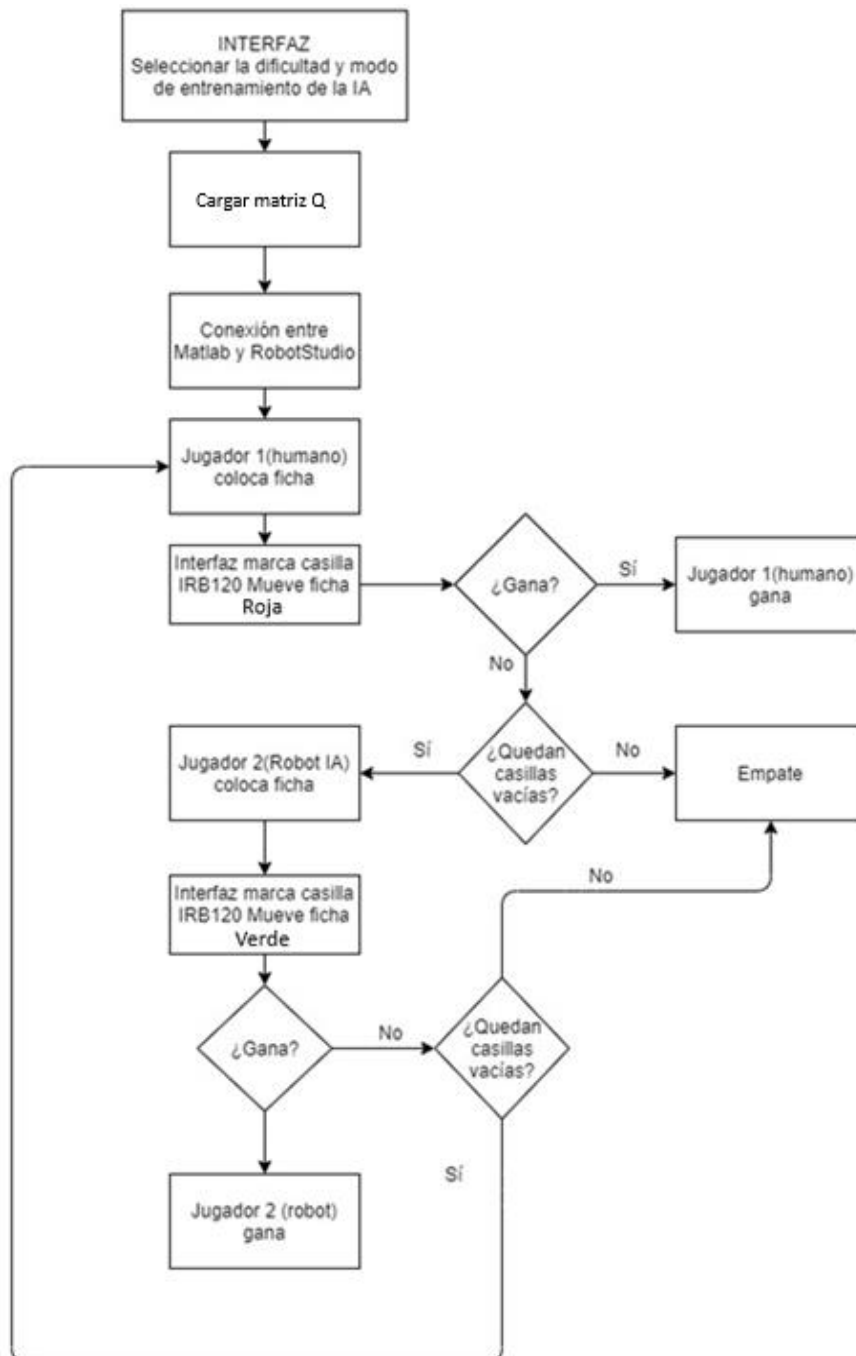 INTERFAZ
Seleccionar la dificultad y modo
de entrenamiento de la IA
Cargar matriz Q
Conexión entre
Matlab y RobotStudio
Jugador 1(humano)
coloca ficha
Interfaz marca casilla
IRB120 Mueve ficha
Roja
¿Gana?
Sí
Jugador 1(humano)
gana
No
¿Quedan
casillas
vacías?
No
Empate
Sí
Jugador 2(Robot IA)
coloca ficha
Interfaz marca casilla
IRB120 Mueve ficha
Verde
¿Gana?
No
¿Quedan
casillas
vacías?
No
Sí
Jugador 2 (robot)
gana